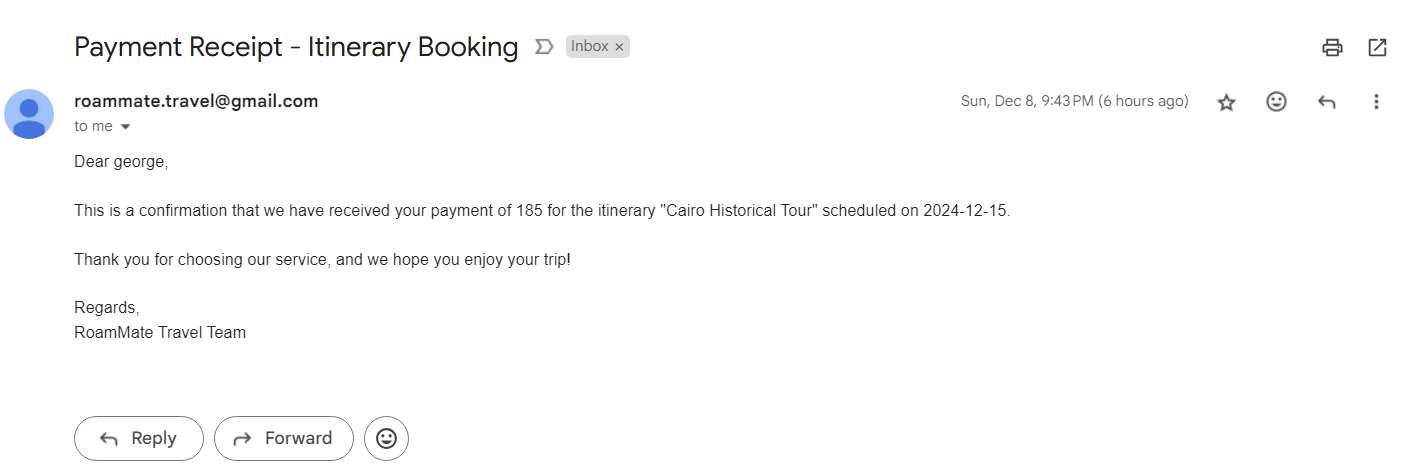 Payment Receipt - Itinerary Booking Inbox ×
roammate.travel@gmail.com Sun, Dec 8, 9:43 PM (6 hours ago)
to me
Dear george,
This is a confirmation that we have received your payment of 185 for the itinerary "Cairo Historical Tour" scheduled on 2024-12-15.
Thank you for choosing our service, and we hope you enjoy your trip!
Regards,
RoamMate Travel Team
Reply Forward